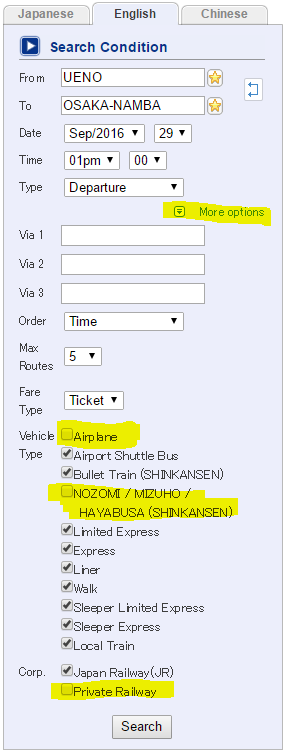 Japanese English Chinese
Search Condition
From UENO
To OSAKA-NAMBA
Date Sep/2016 29
Time 01pm 00
Type Departure
More options
Via 1
Via 2
Via 3
Order Time
Max Routes 5
Fare Type Ticket
Vehicle Type Airplane
Airport Shuttle Bus
Bullet Train (SHINKANSEN)
NOZOMI / MIZUHO /
HAYABUSA (SHINKANSEN)
Limited Express
Express
Liner
Walk
Sleeper Limited Express
Sleeper Express
Local Train
Corp. Japan Railway(JR)
Private Railway
Search